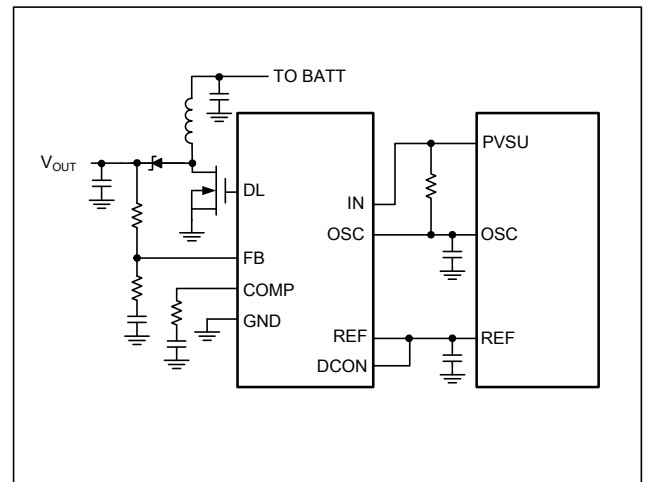 TO BATT
VOUT
DL
FB
COMP
GND
IN
OSC
REF
DCON
PVSU
OSC
REF